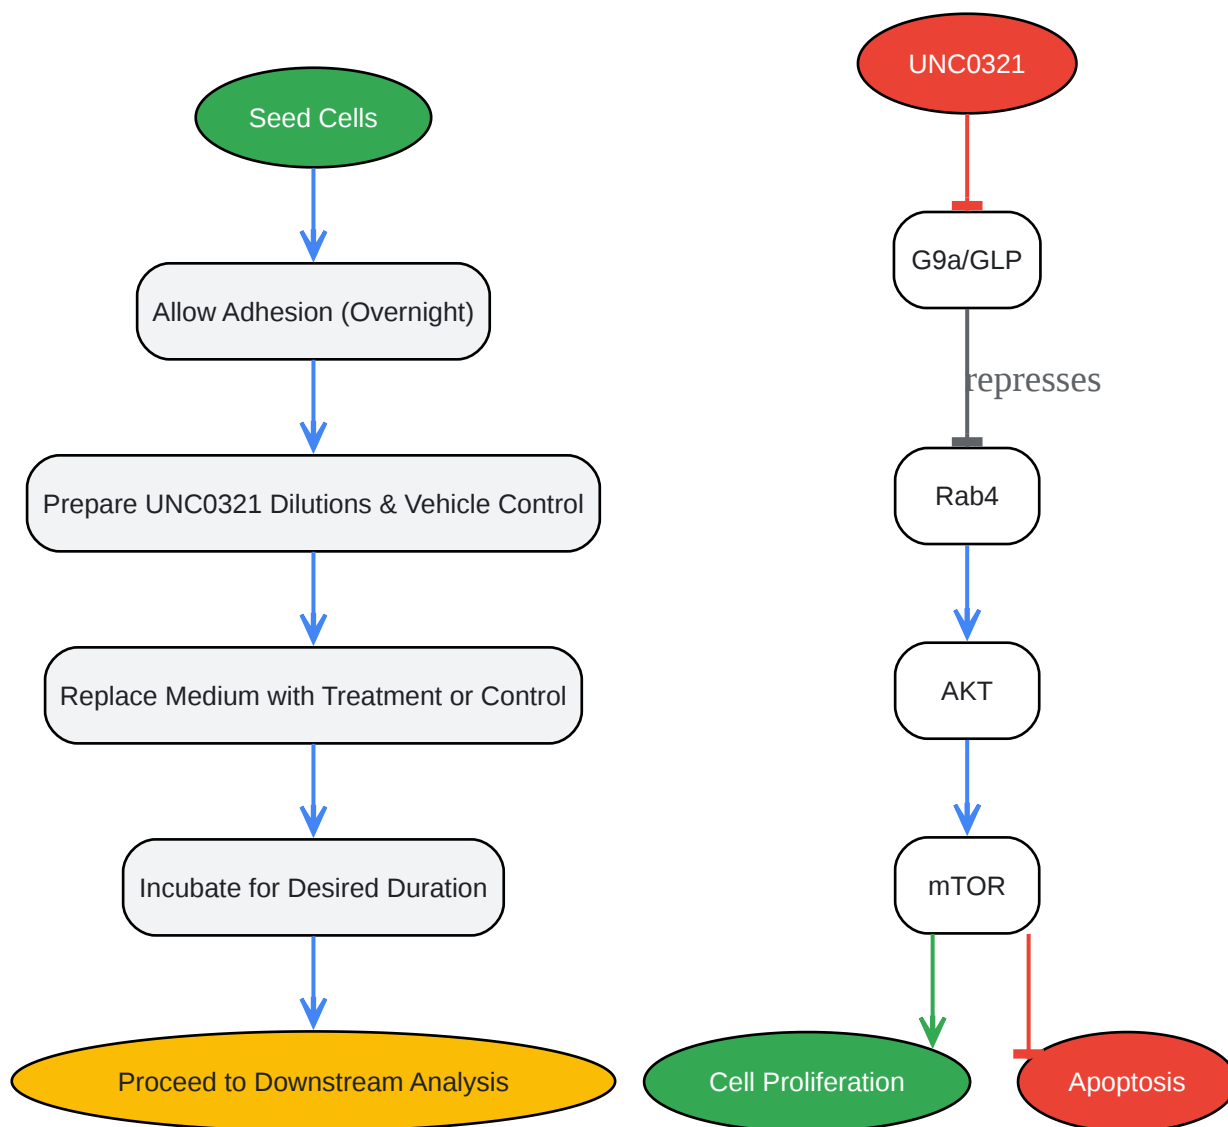 Seed Cells
Allow Adhesion (Overnight)
Prepare UNC0321 Dilutions & Vehicle Control
Replace Medium with Treatment or Control
Incubate for Desired Duration
Proceed to Downstream Analysis
UNC0321
G9a/GLP
represses
Rab4
AKT
mTOR
Cell Proliferation
Apoptosis